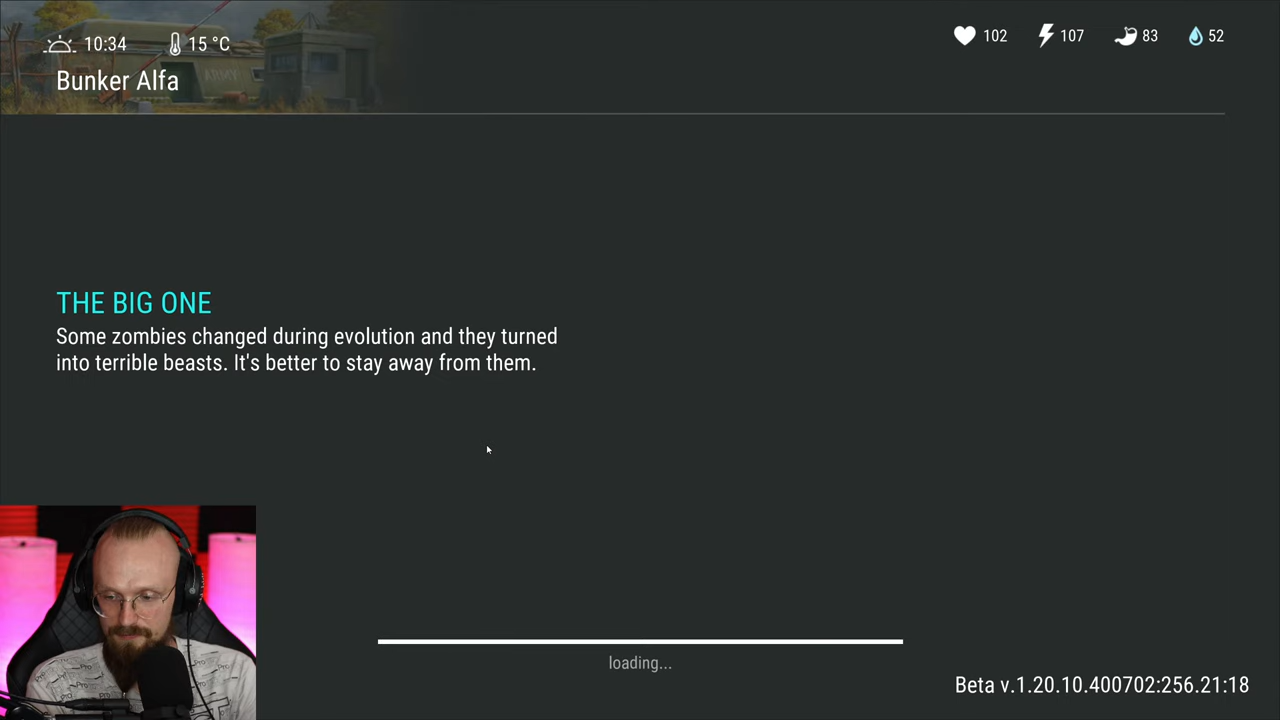 10:34 15 °C 102 107 83 52
Bunker Alfa
THE BIG ONE
Some zombies changed during evolution and they turned
into terrible beasts. It's better to stay away from them.
loading...
Beta v.1.20.10.400702:256.21:18